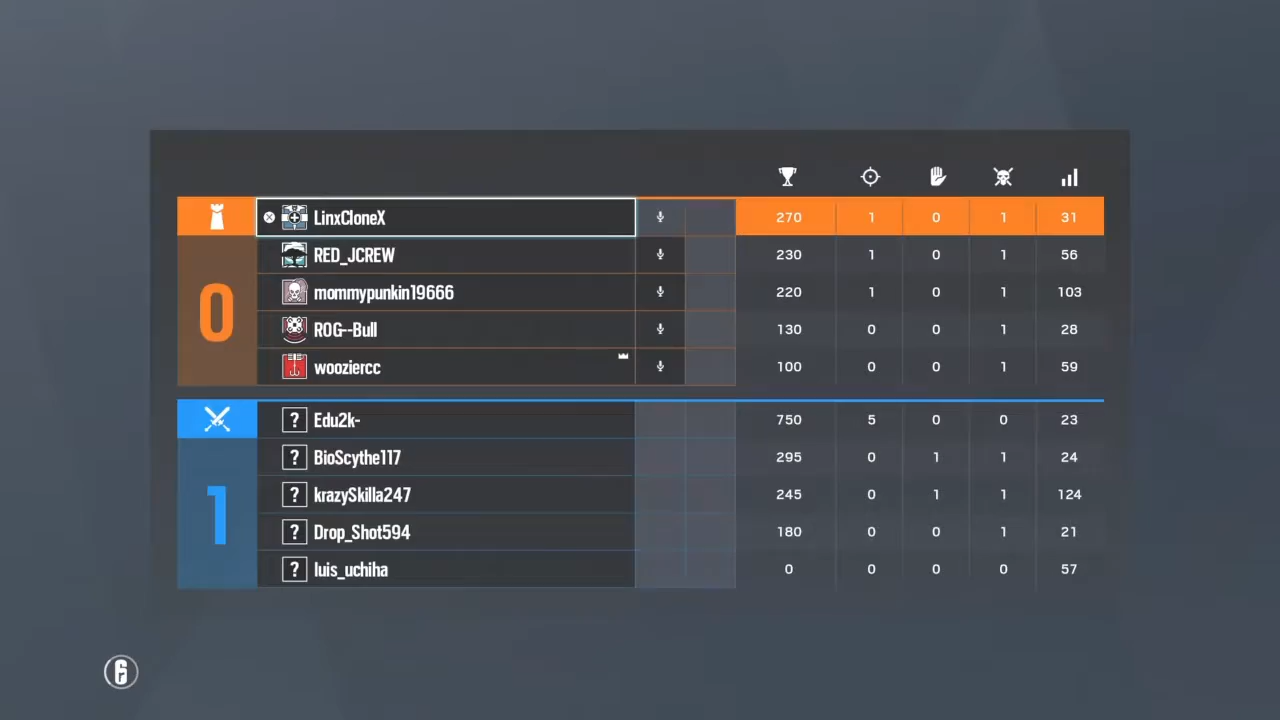 LinxCloneX 270 1 0 1 31
RED_JCREW 230 1 0 1 56
0
mommypunkin19666 220 1 0 1 103
ROG--Bull 130 0 0 1 28
wooziercc 100 0 0 1 59
? Edu2k- 750 5 0 0 23
? BioScythe117 295 0 1 1 24
1
? krazySkilla247 245 0 1 1 124
? Drop_Shot594 180 0 0 1 21
? luis_uchiha 0 0 0 0 57
6